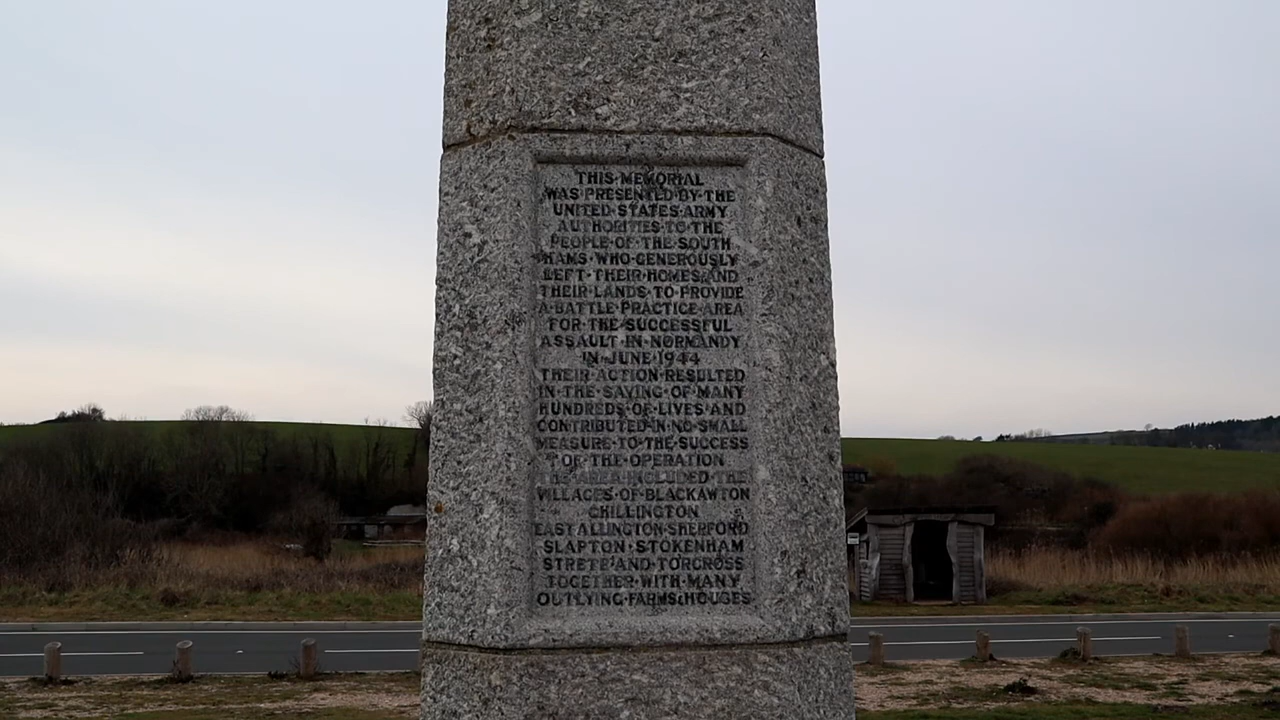 THIS·MEMORIAL
WAS·PRESENTED·BY·THE
UNITED·STATES·ARMY
AUTHORITIES·TO·THE
PEOPLE·OF·THE·SOUTH
HAMS·WHO·GENEROUSLY
LEFT·THEIR·HOMES·AND
THEIR·LANDS·TO·PROVIDE
A·BATTLE·PRACTICE·AREA
FOR·THE·SUCCESSFUL
ASSAULT·IN·NORMANDY
IN·JUNE·1944
THEIR·ACTION·RESULTED
IN·THE·SAVING·OF·MANY
HUNDREDS·OF·LIVES·AND
CONTRIBUTED·IN·NO·SMALL
MEASURE·TO·THE·SUCCESS
OF·THE·OPERATION
THE·AREA·INCLUDED·THE
VILLAGES·OF·BLACKAWTON
CHILLINGTON
EAST·ALLINGTON·SHERFORD
SLAPTON·STOKENHAM
STRETE·AND·TORCROSS
TOGETHER·WITH·MANY
OUTLYING·FARMS&HOUSES